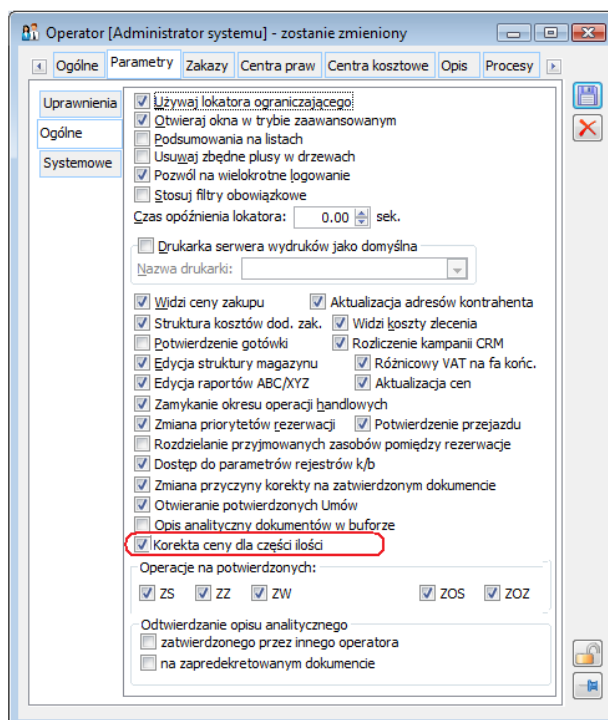 Operator [Administrator systemu] - zostanie zmieniony
Ogólne Parametry Zakazy Centra praw Centra kosztowe Opis Procesy
Uprawnienia
Ogólne
Systemowe
Używaj lokatora ograniczającego
Otwieraj okna w trybie zaawansowanym
Podsumowania na listach
Usuwaj zbędne plusy w drzewach
Pozwól na wielokrotne logowanie
Stosuj filtry obowiązkowe
Czas opóźnienia lokatora: 0.00 sek.
Drukarka serwera wydruków jako domyślna
Nazwa drukarki:
Widzi ceny zakupu Aktualizacja adresów kontrahenta
Struktura kosztów dod. zak. Widzi koszty zlecenia
Potwierdzenie gotówki Rozliczenie kampanii CRM
Edycja struktury magazynu Różnicowy VAT na fa końc.
Edycja raportów ABC/XYZ Aktualizacja cen
Zamykanie okresu operacji handlowych
Zmiana priorytetów rezerwacji Potwierdzenie przejazdu
Rozdzielanie przyjmowanych zasobów pomiędzy rezerwacje
Dostęp do parametrów rejestrów k/b
Zmiana przyczyny korekty na zatwierdzonym dokumencie
Otwieranie potwierdzonych Umów
Opis analityczny dokumentów w buforze
Korekta ceny dla części ilości
Operacje na potwierdzonych:
ZS ZZ ZW ZOS ZOZ
Odtwierdzanie opisu analitycznego
zatwierdzonego przez innego operatora
na zapredekretowanym dokumencie